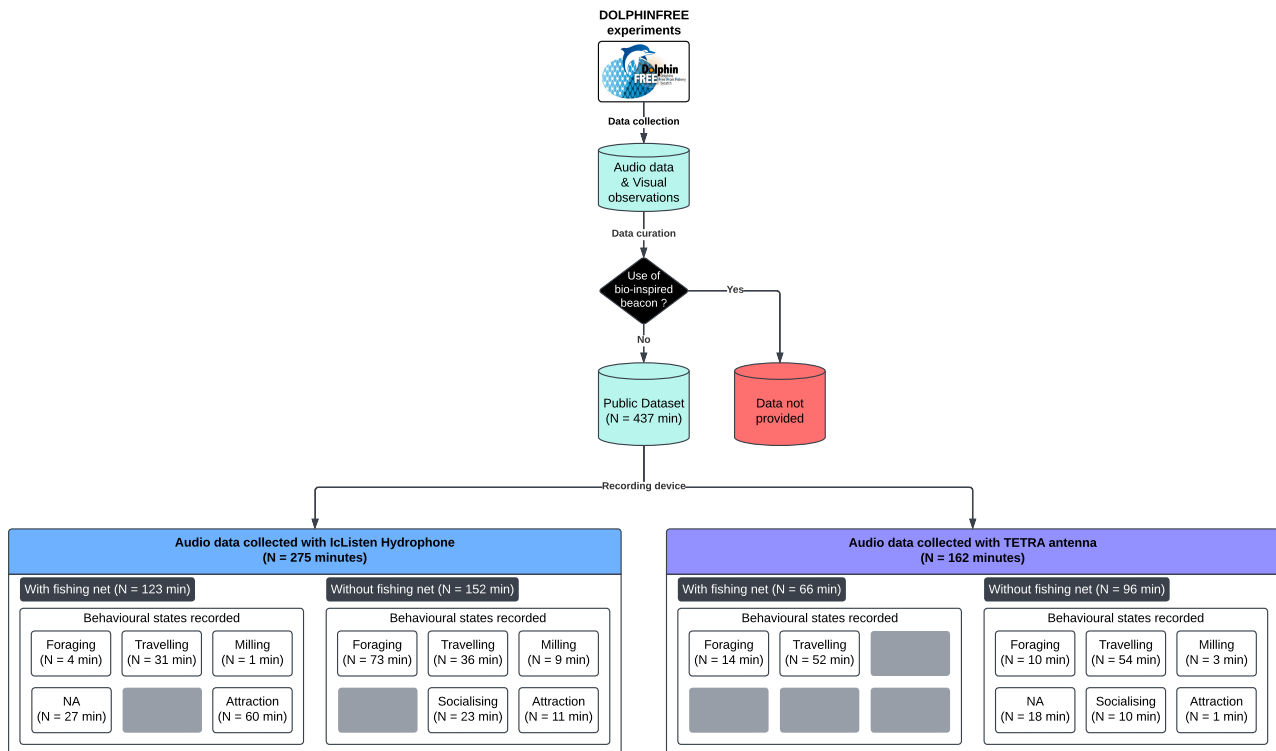 DOLPHINFREE
experiments
Dolphin
FREE
Data collection
Audio data
& Visual
observations
Data curation
Use of
bio-inspired
beacon ?
Yes
No
Public Dataset
(N = 437 min)
Data not
provided
Recording device
Audio data collected with IcListen Hydrophone
(N = 275 minutes)
With fishing net (N = 123 min)
Behavioural states recorded
Foraging
(N = 4 min)
Travelling
(N = 31 min)
Milling
(N = 1 min)
NA
(N = 27 min)
Attraction
(N = 60 min)
Without fishing net (N = 152 min)
Behavioural states recorded
Foraging
(N = 73 min)
Travelling
(N = 36 min)
Milling
(N = 9 min)
Socialising
(N = 23 min)
Attraction
(N = 11 min)
Audio data collected with TETRA antenna
(N = 162 minutes)
With fishing net (N = 66 min)
Behavioural states recorded
Foraging
(N = 14 min)
Travelling
(N = 52 min)
Without fishing net (N = 96 min)
Behavioural states recorded
Foraging
(N = 10 min)
Travelling
(N = 54 min)
Milling
(N = 3 min)
NA
(N = 18 min)
Socialising
(N = 10 min)
Attraction
(N = 1 min)